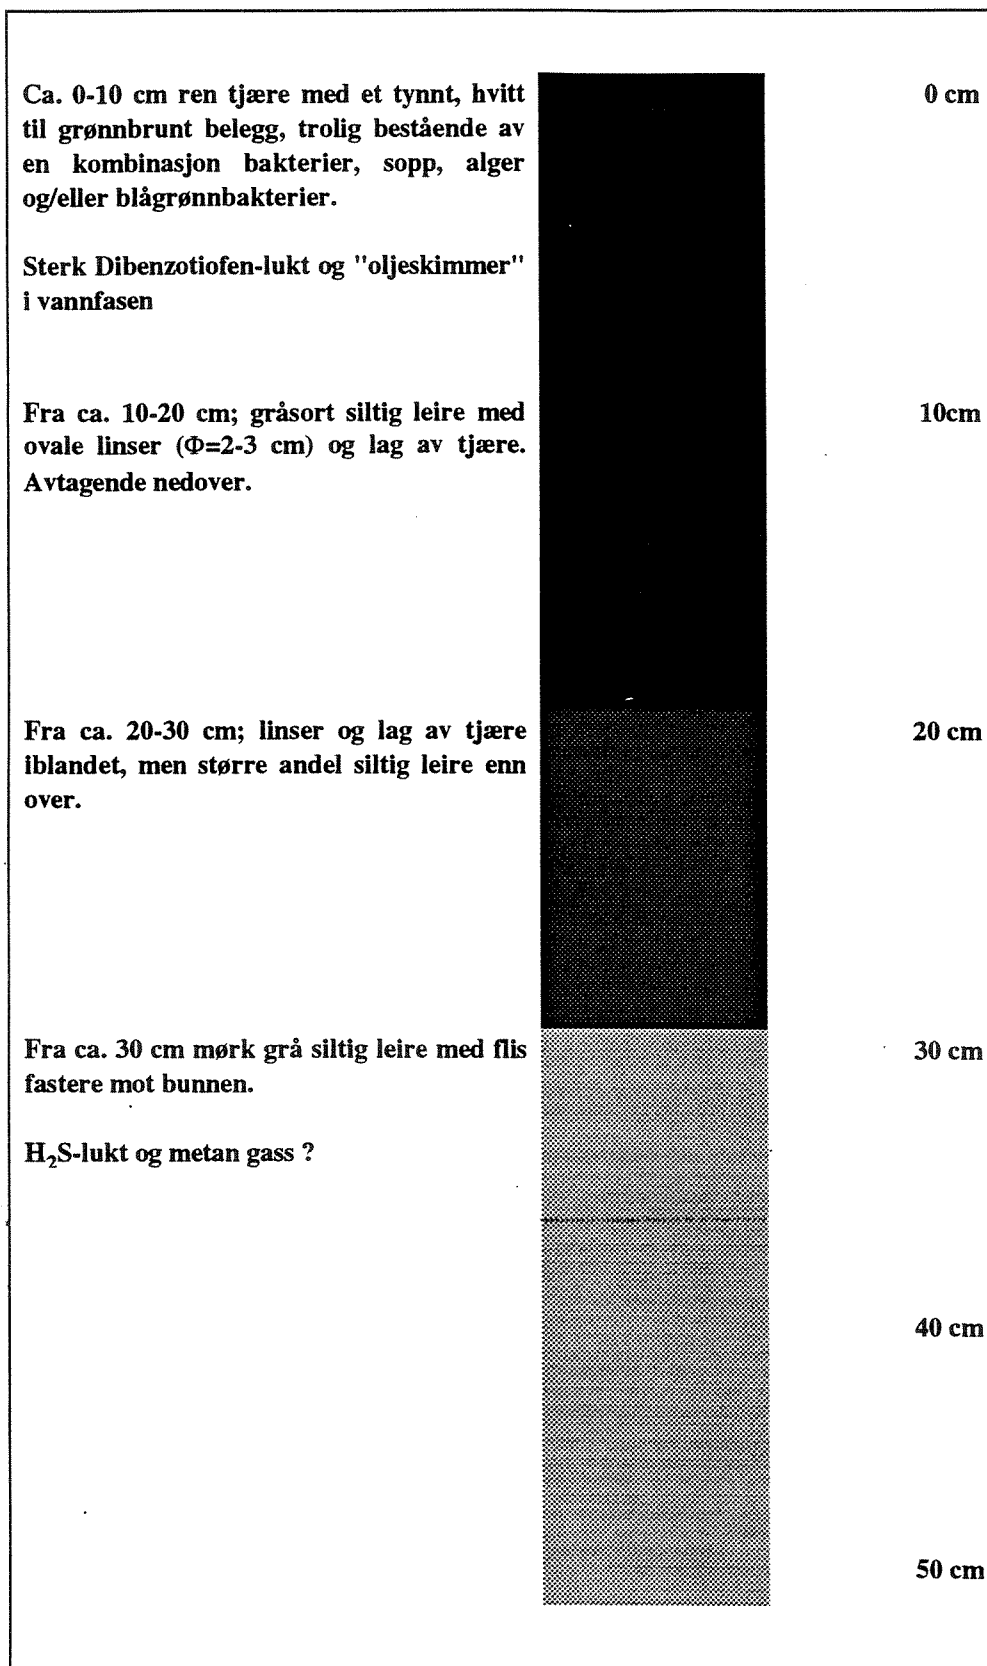 Ca. 0-10 cm ren tjære med et tynnt, hvitt
til grønnbrunt belegg, trolig bestående av
en kombinasjon bakterier, sopp, alger
og/eller blågrønnbakterier.
Sterk Dibenzotiofen-lukt og "oljeskimmer"
i vannfasen
0 cm
Fra ca. 10-20 cm; gråsort siltig leire med
ovale linser (Φ=2-3 cm) og lag av tjære.
Avtagende nedover.
10cm
Fra ca. 20-30 cm; linser og lag av tjære
iblandet, men større andel siltig leire enn
over.
20 cm
Fra ca. 30 cm mørk grå siltig leire med flis
fastere mot bunnen.
H₂S-lukt og metan gass ?
30 cm
40 cm
50 cm